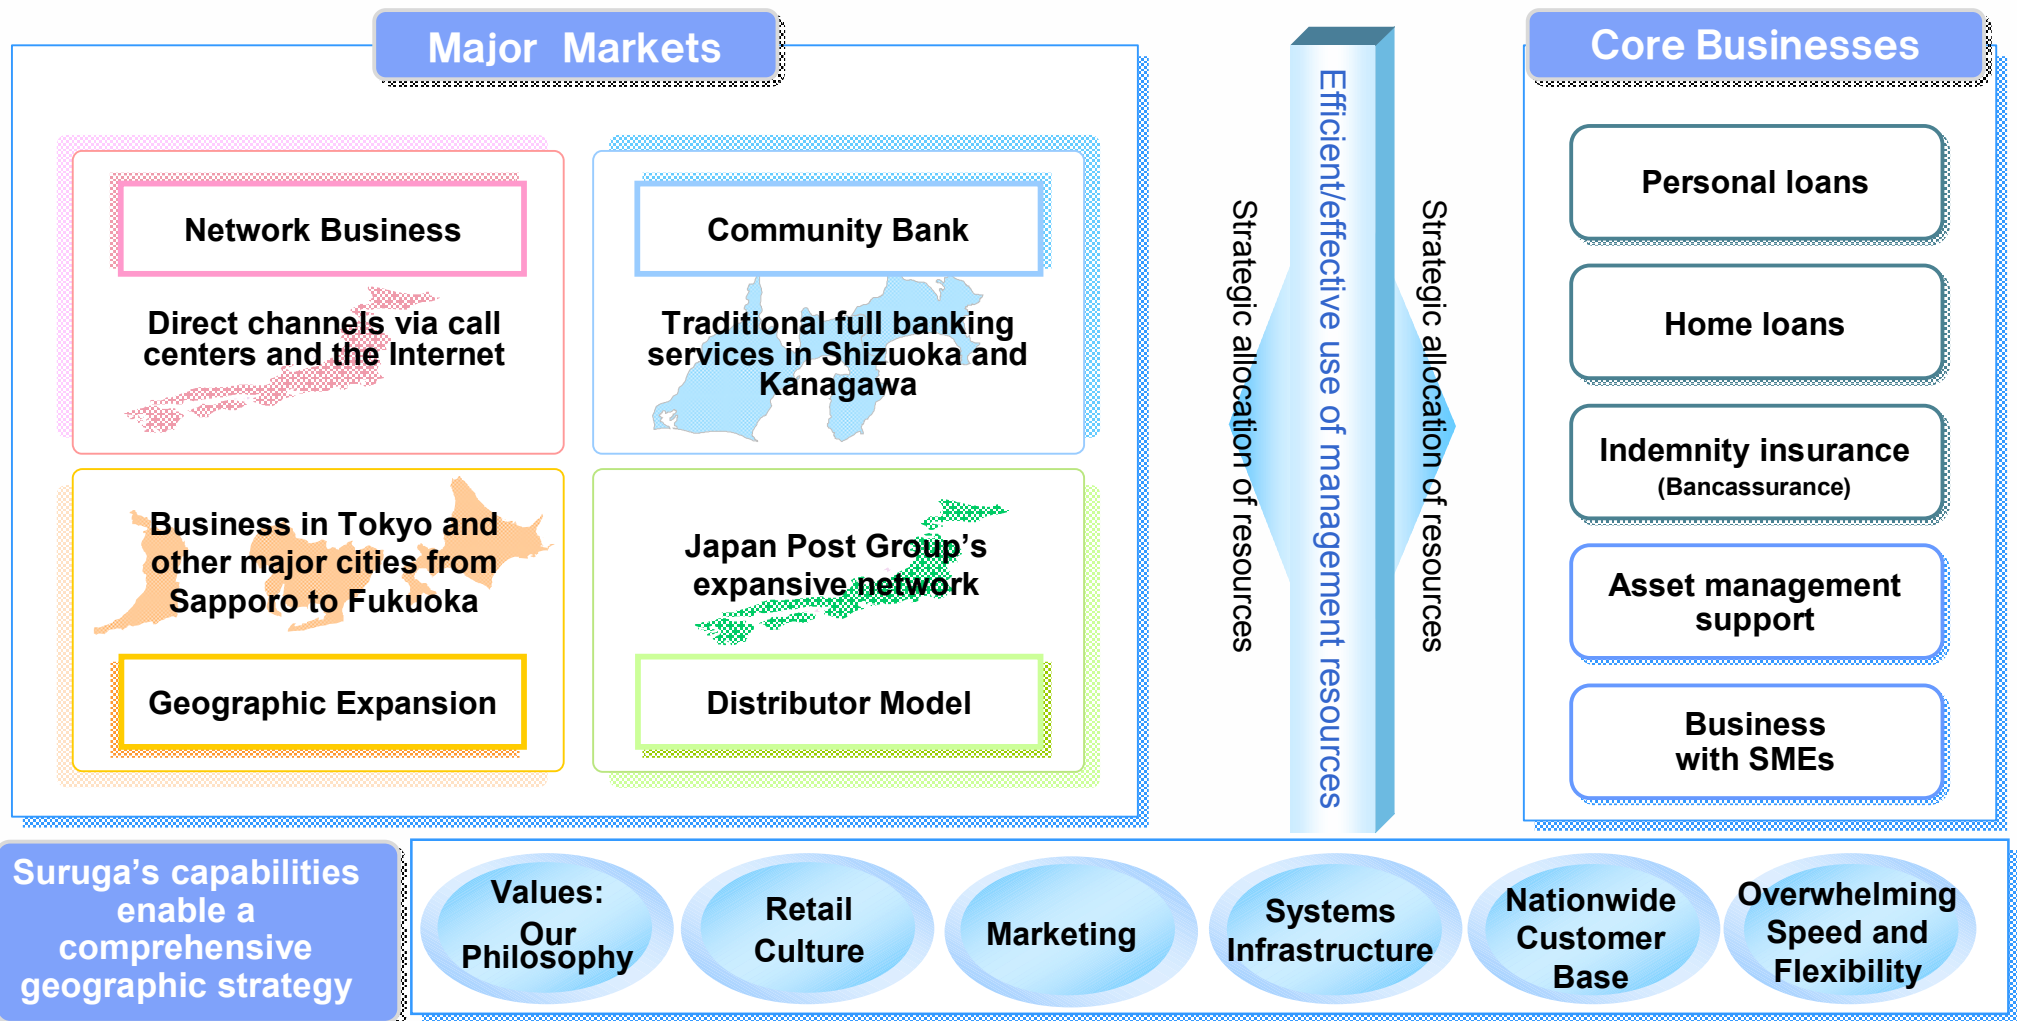 Major Markets
Network Business
Direct channels via call
centers and the Internet
Community Bank
Traditional full banking
services in Shizuoka and
Kanagawa
Business in Tokyo and
other major cities from
Sapporo to Fukuoka
Geographic Expansion
Japan Post Group’s
expansive network
Distributor Model
Strategic allocation of resources
Efficient/effective use of management resources
Strategic allocation of resources
Core Businesses
Personal loans
Home loans
Indemnity insurance
(Bancassurance)
Asset management
support
Business
with SMEs
Suruga’s capabilities
enable a
comprehensive
geographic strategy
Values:
Our
Philosophy
Retail
Culture
Marketing
Systems
Infrastructure
Nationwide
Customer
Base
Overwhelming
Speed and
Flexibility